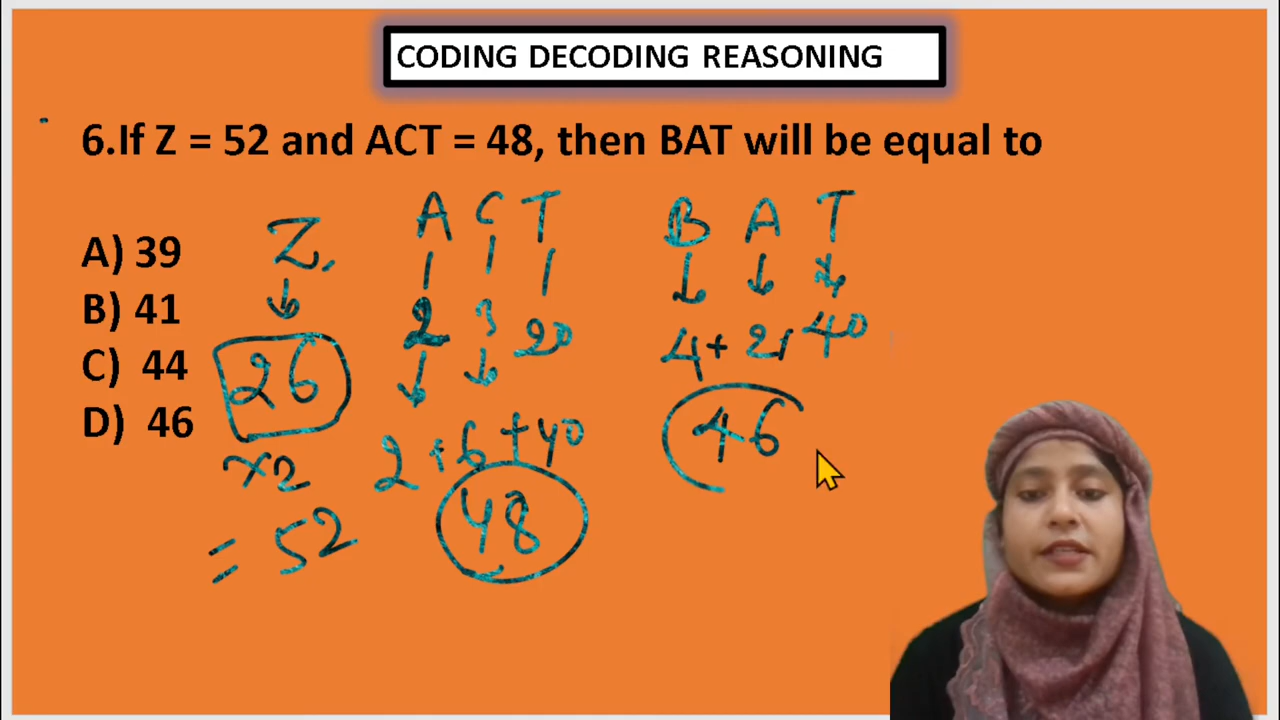 CODING DECODING REASONING
6.If Z = 52 and ACT = 48, then BAT will be equal to
A) 39
B) 41
C) 44
D) 46
Z A C T B A T
26 2 3 20 4 + 2 + 40
×2 2 + 6 + 40 46
= 52 48